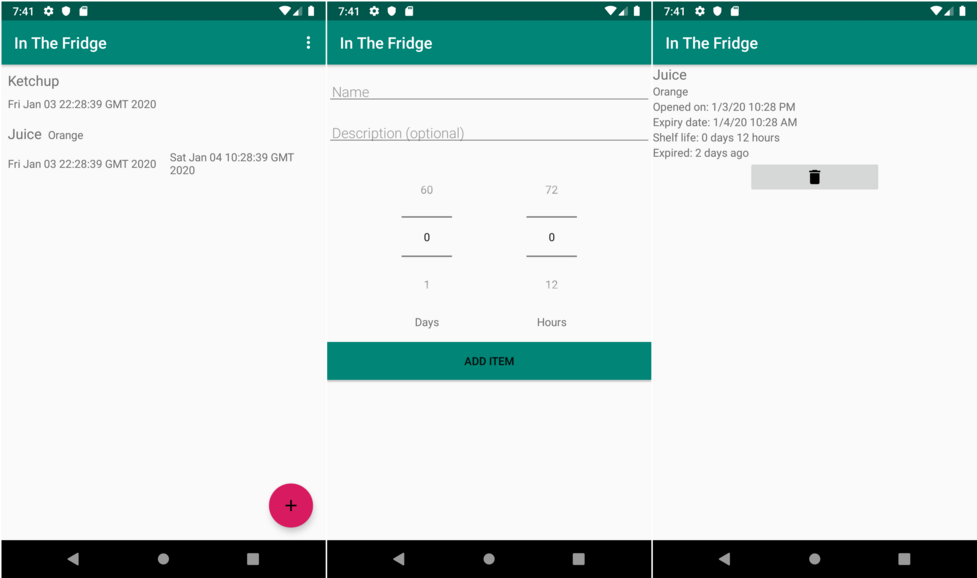 7:41
In The Fridge
Ketchup
Fri Jan 03 22:28:39 GMT 2020
Juice Orange
Fri Jan 03 22:28:39 GMT 2020
Sat Jan 04 10:28:39 GMT
2020
+
7:41
In The Fridge
Name
Description (optional)
60 72
0 0
1 12
Days Hours
ADD ITEM
7:41
In The Fridge
Juice
Orange
Opened on: 1/3/20 10:28 PM
Expiry date: 1/4/20 10:28 AM
Shelf life: 0 days 12 hours
Expired: 2 days ago